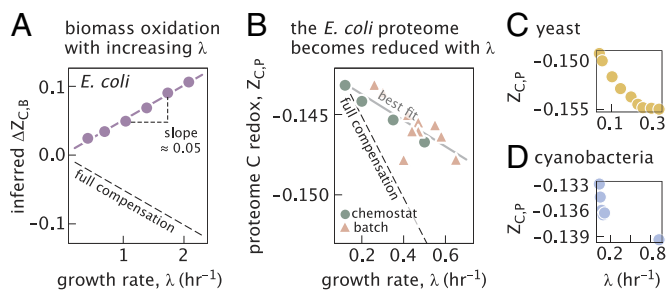 A biomass oxidation
with increasing λ
E. coli
0.1
0.0
-0.1
inferred ΔZC,B
slope
≈ 0.05
full compensation
1
2
growth rate, λ (hr⁻¹)
B the E. coli proteome
becomes reduced with λ
-0.143
-0.150
proteome C redox, ZC,P
best fit
full compensation
chemostat
batch
0.2 0.4 0.6
growth rate, λ (hr⁻¹)
C yeast
-0.150
-0.155
ZC,P
0.1 0.3
D cyanobacteria
-0.133
-0.136
-0.139
ZC,P
0.2 0.8
λ (hr⁻¹)